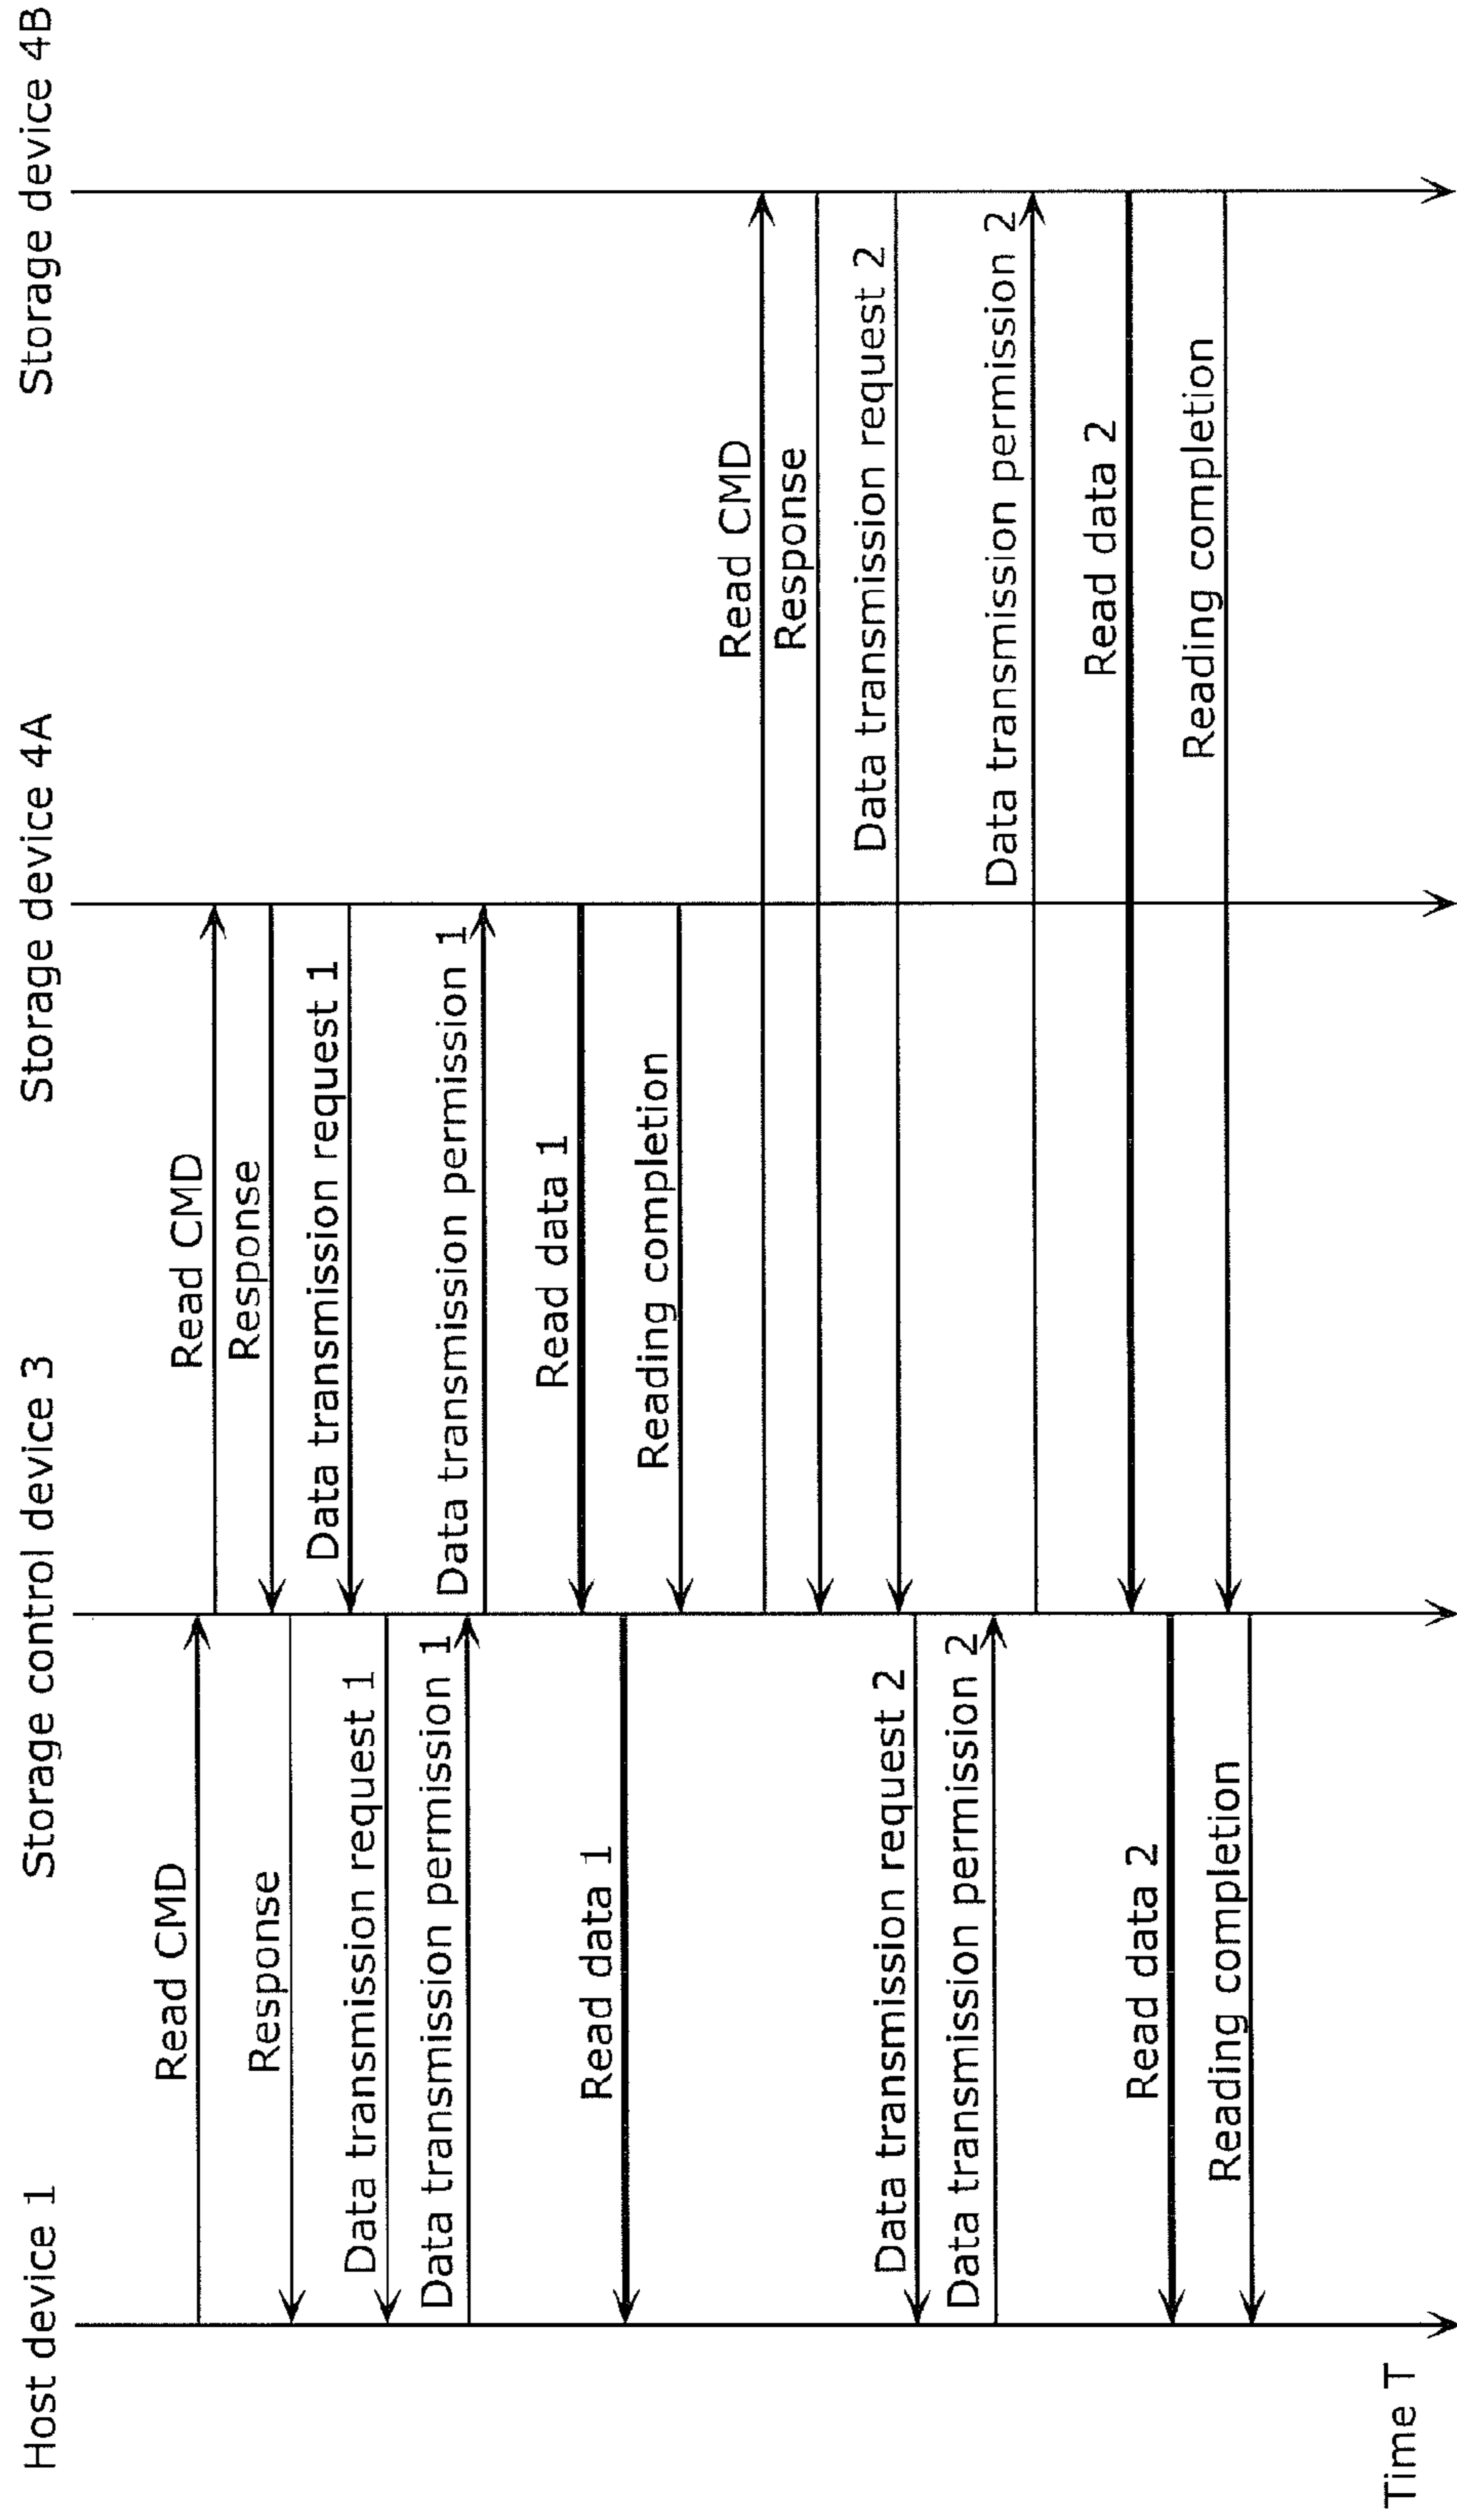 Host device 1
Storage control device 3
Storage device 4A
Storage device 4B
Read CMD
Read CMD
Response
Response
Data transmission request 1
Data transmission request 1
Data transmission permission 1
Data transmission permission 1
Read data 1
Read data 1
Reading completion
Read CMD
Response
Data transmission request 2
Data transmission request 2
Data transmission permission 2
Data transmission permission 2
Read data 2
Read data 2
Reading completion
Reading completion
Time T